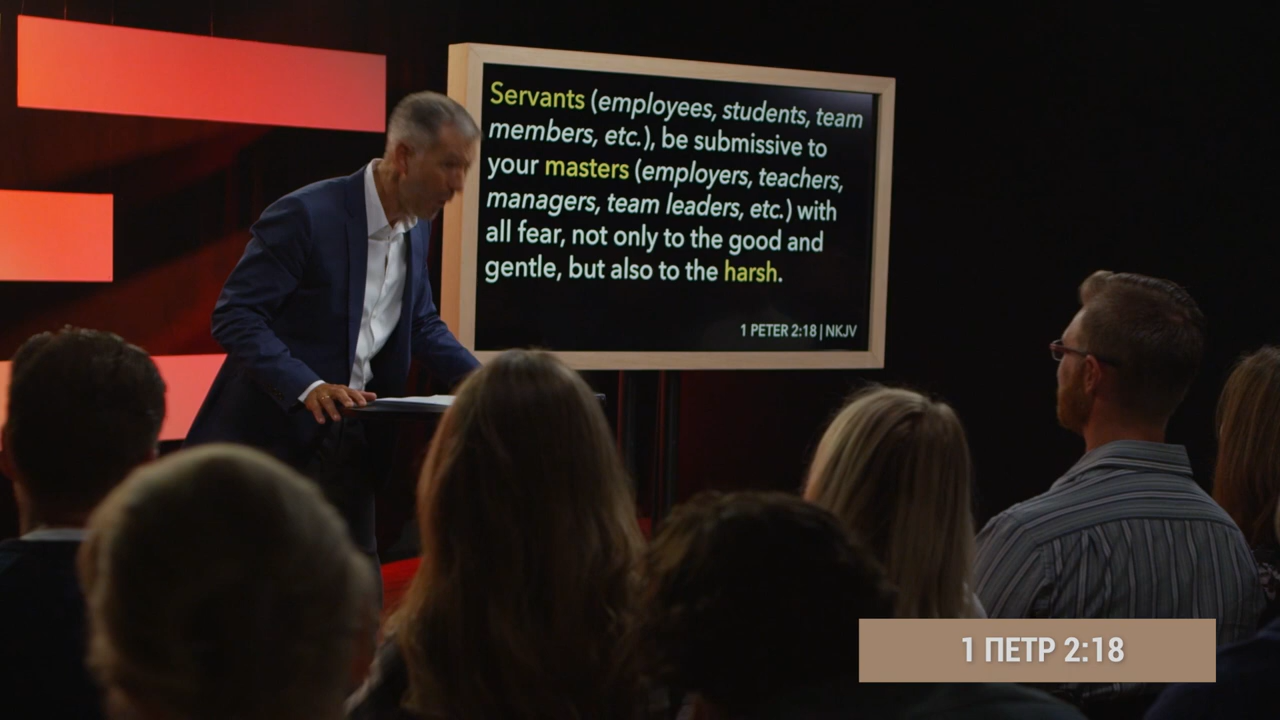 Servants (employees, students, team
members, etc.), be submissive to
your masters (employers, teachers,
managers, team leaders, etc.) with
all fear, not only to the good and
gentle, but also to the harsh.
1 PETER 2:18 | NKJV
1 ПЕТР 2:18